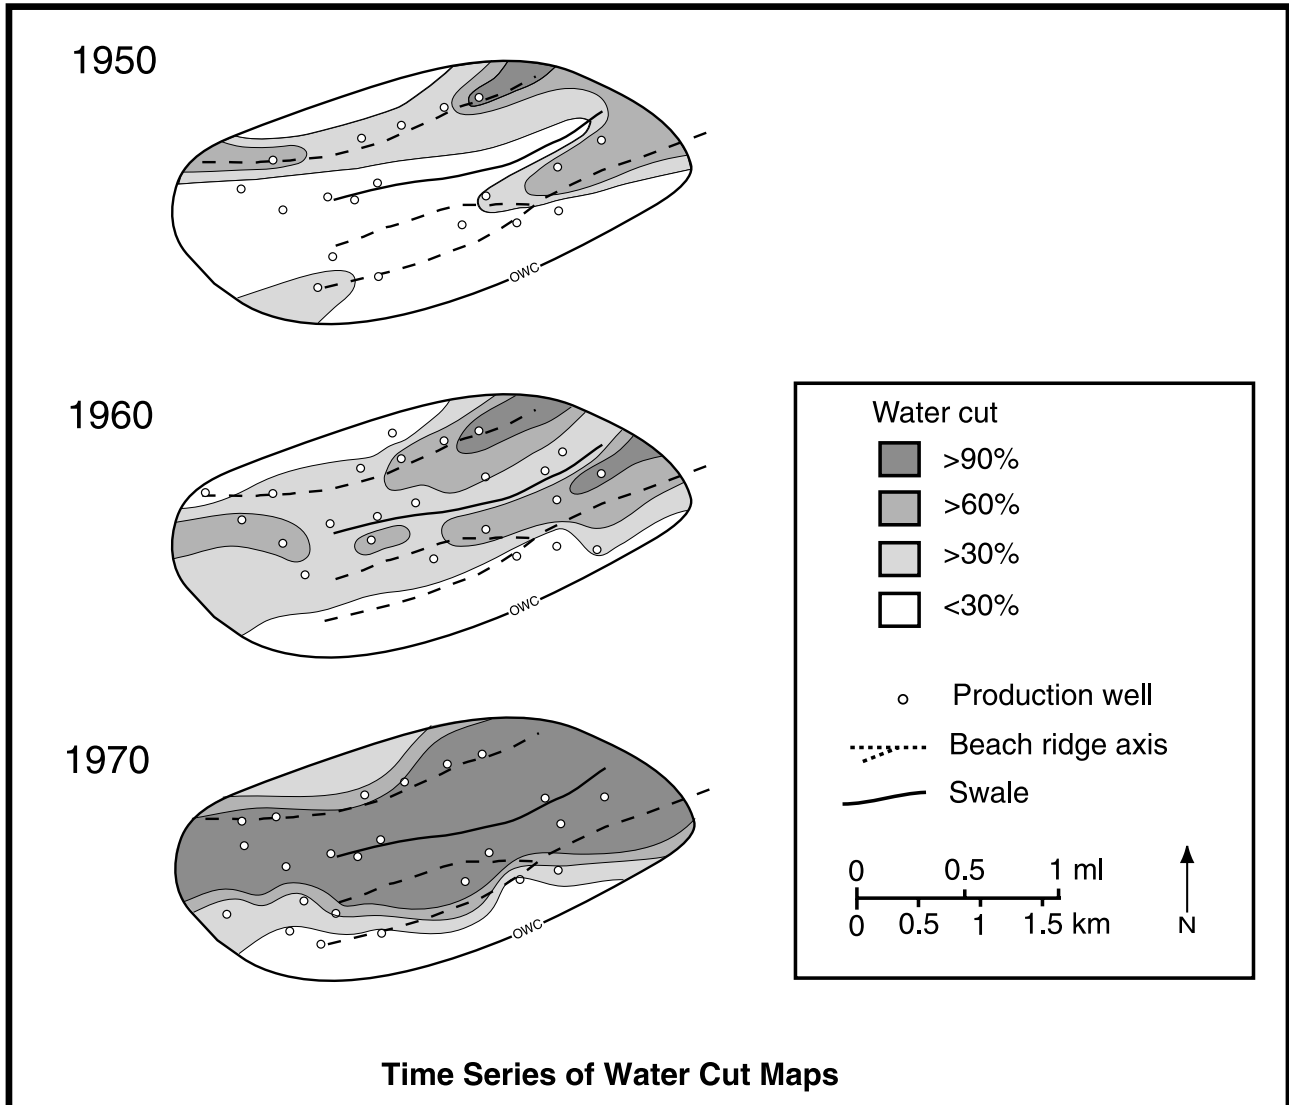 1950
OWC
1960
OWC
1970
OWC
Water cut
>90%
>60%
>30%
<30%
Production well
Beach ridge axis
Swale
0 0.5 1 ml
0 0.5 1 1.5 km
N
Time Series of Water Cut Maps